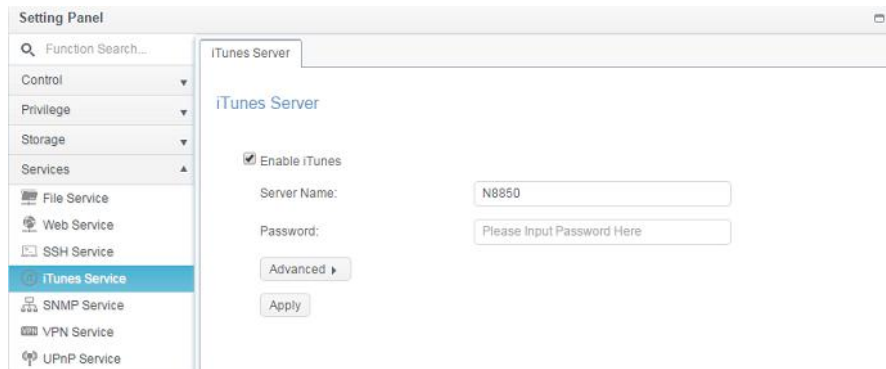 Setting Panel
Function Search...
Control
Privilege
Storage
Services
File Service
Web Service
SSH Service
iTunes Service
SNMP Service
VPN Service
UPnP Service
iTunes Server
iTunes Server
Enable iTunes
Server Name: N8850
Password: Please Input Password Here
Advanced
Apply